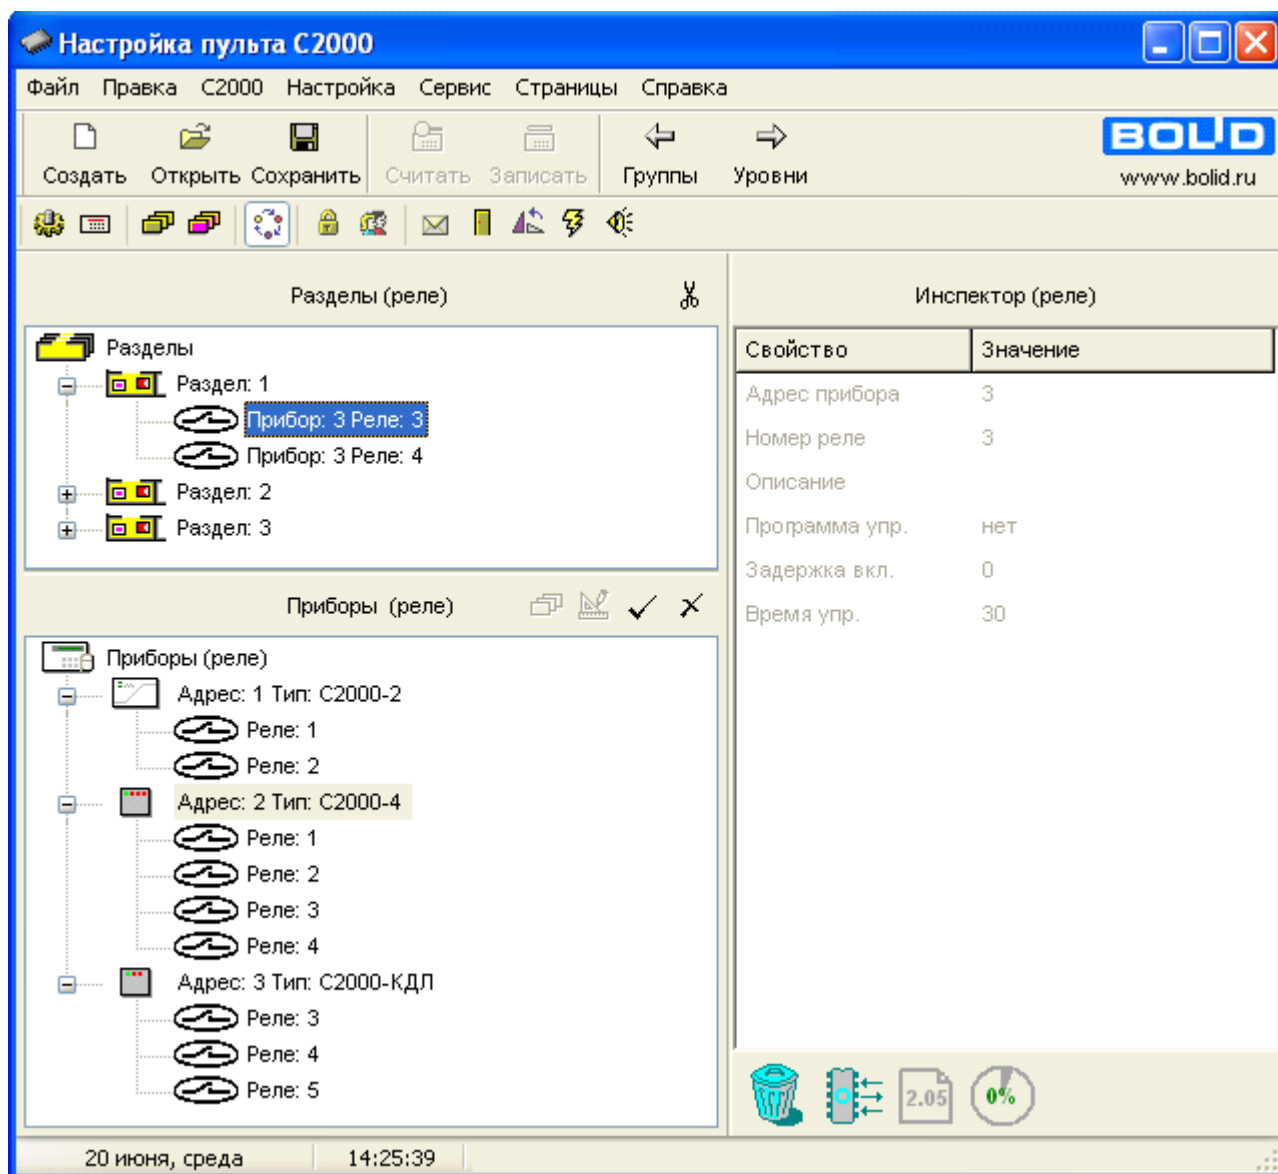 Настройка пульта С2000
Файл Правка С2000 Настройка Сервис Страницы Справка
Создать Открыть Сохранить Считать Записать Группы Уровни
BOLID
www.bolid.ru
Разделы (реле)
Разделы
Раздел: 1
Прибор: 3 Реле: 3
Прибор: 3 Реле: 4
Раздел: 2
Раздел: 3
Приборы (реле)
Приборы (реле)
Адрес: 1 Тип: С2000-2
Реле: 1
Реле: 2
Адрес: 2 Тип: С2000-4
Реле: 1
Реле: 2
Реле: 3
Реле: 4
Адрес: 3 Тип: С2000-КДЛ
Реле: 3
Реле: 4
Реле: 5
Инспектор (реле)
Свойство Значение
Адрес прибора 3
Номер реле 3
Описание
Программа упр. нет
Задержка вкл. 0
Время упр. 30
2.05 0%
20 июня, среда 14:25:39